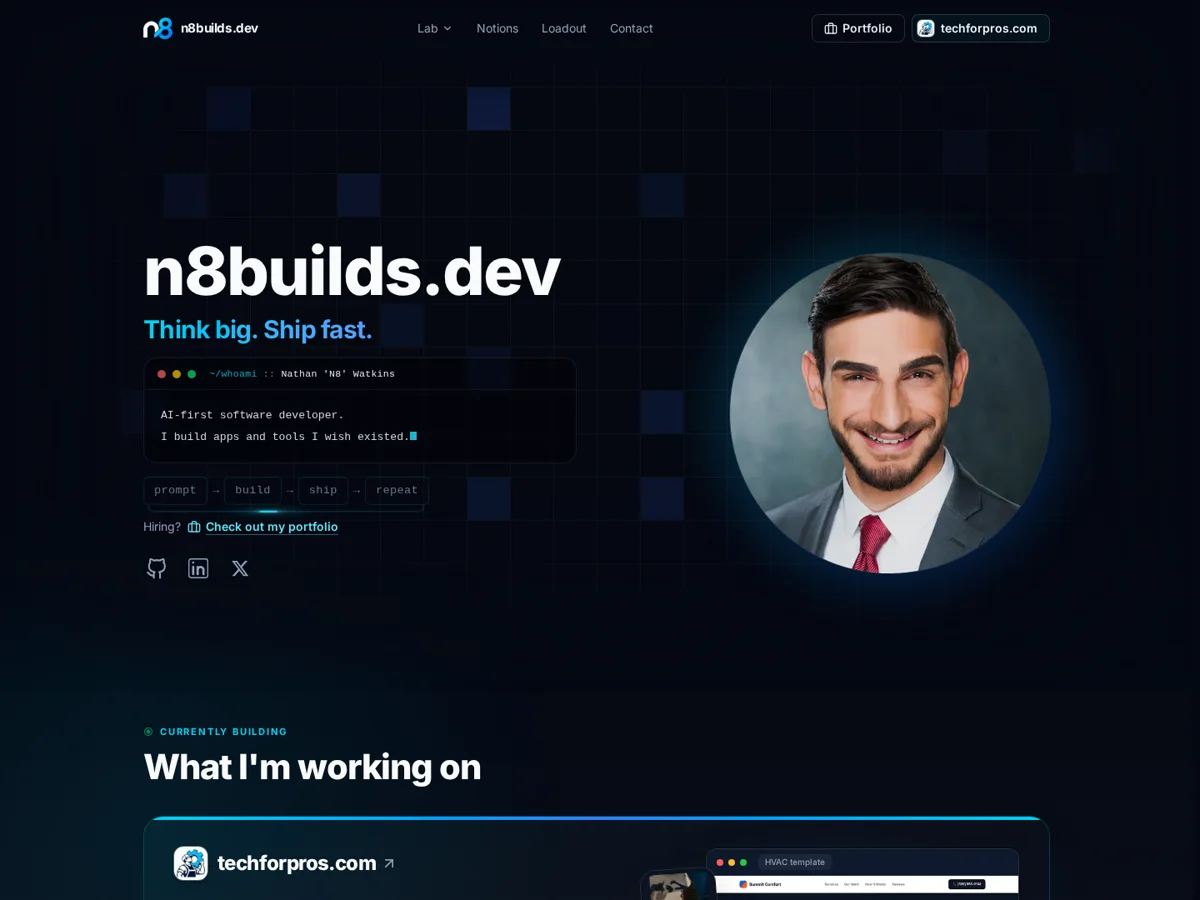 n8 n8builds.dev
Lab Notions Loadout Contact
Portfolio techforpros.com
n8builds.dev
Think big. Ship fast.
~/whoami :: Nathan 'N8' Watkins
AI-first software developer.
I build apps and tools I wish existed.
prompt → build → ship → repeat
Hiring? Check out my portfolio
CURRENTLY BUILDING
What I'm working on
techforpros.com
HVAC template
Summit Comfort